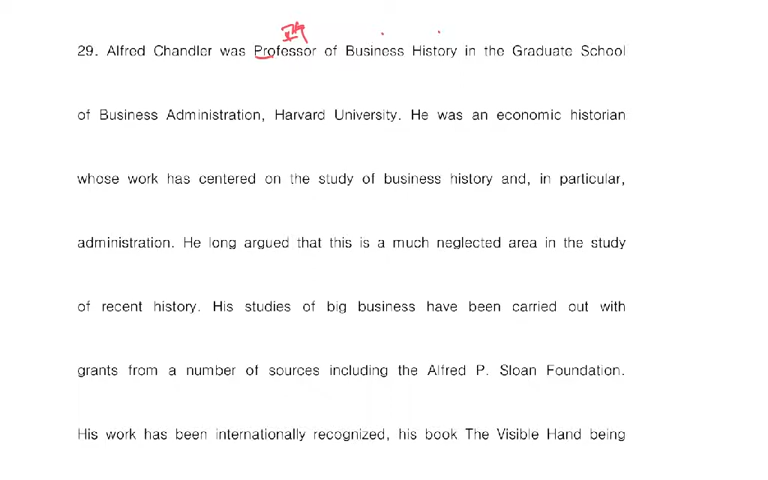 29. Alfred Chandler was Professor of Business History in the Graduate School
of Business Administration, Harvard University. He was an economic historian
whose work has centered on the study of business history and, in particular,
administration. He long argued that this is a much neglected area in the study
of recent history. His studies of big business have been carried out with
grants from a number of sources including the Alfred P. Sloan Foundation.
His work has been internationally recognized, his book The Visible Hand being